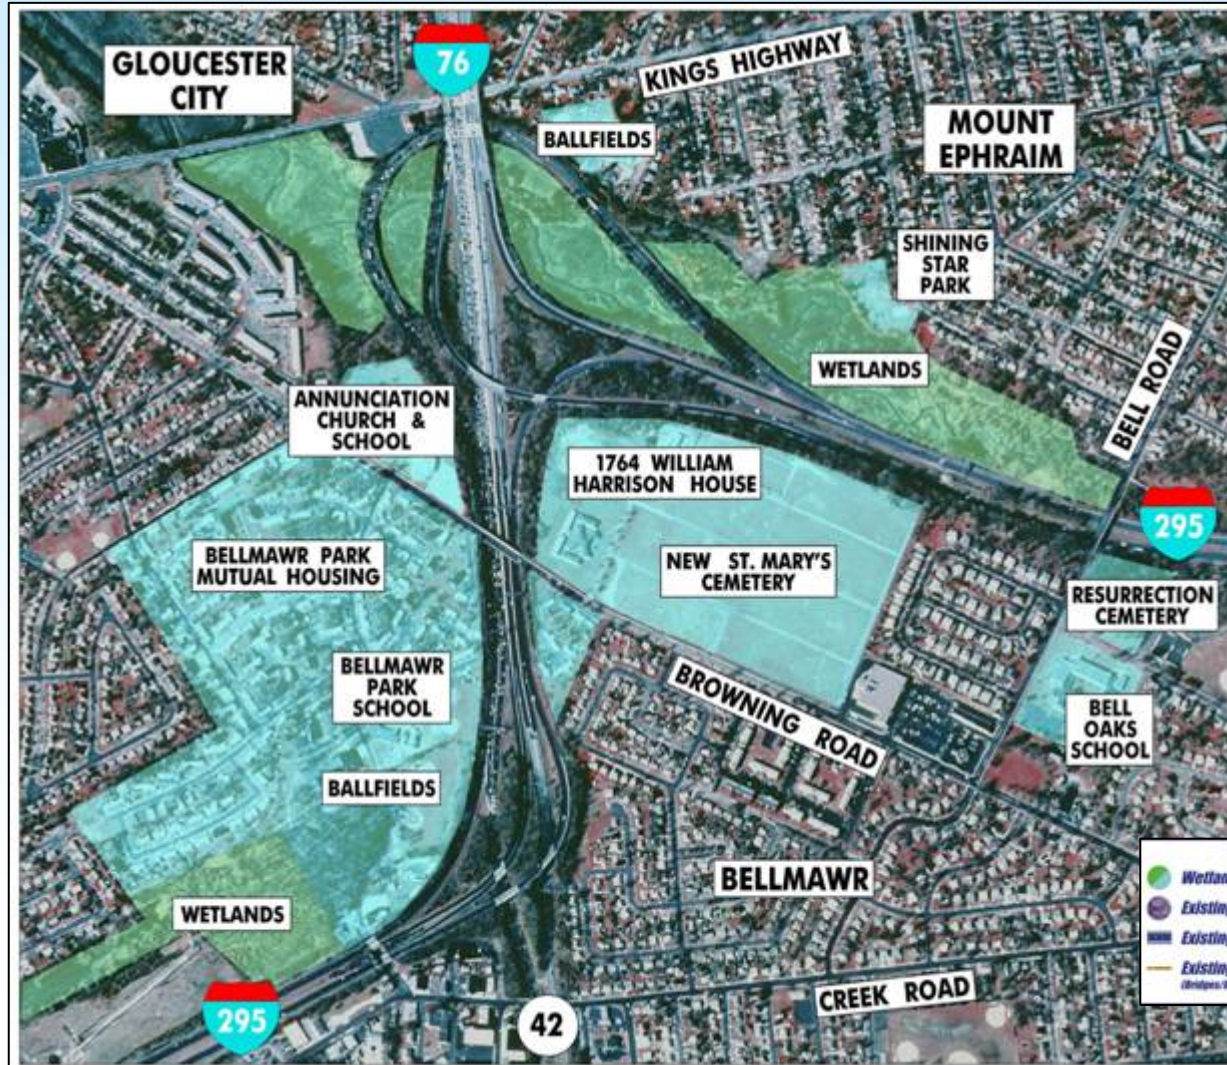 GLOUCESTER
CITY
76
KINGS HIGHWAY
BALLFIELDS
MOUNT
EPHRAIM
SHINING
STAR
PARK
WETLANDS
BELL ROAD
ANNUNCIATION
CHURCH &
SCHOOL
1764 WILLIAM
HARRISON HOUSE
295
BELLMAWR PARK
MUTUAL HOUSING
NEW ST. MARY'S
CEMETERY
RESURRECTION
CEMETERY
BELLMAWR
PARK
SCHOOL
BROWNING ROAD
BELL
OAKS
SCHOOL
BALLFIELDS
BELLMAWR
WETLANDS
CREEK ROAD
295
42
Existing